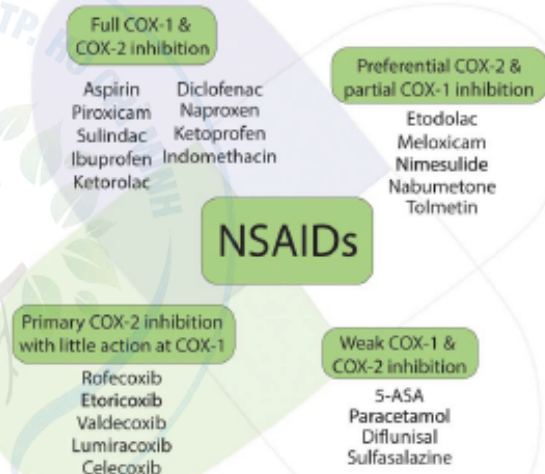 Full COX-1 &
COX-2 inhibition
Aspirin Diclofenac
Piroxicam Naproxen
Sulindac Ketoprofen
Ibuprofen Indomethacin
Ketorolac
Preferential COX-2 &
partial COX-1 inhibition
Etodolac
Meloxicam
Nimesulide
Nabumetone
Tolmetin
NSAIDs
Primary COX-2 inhibition
with little action at COX-1
Rofecoxib
Etoricoxib
Valdecoxib
Lumiracoxib
Celecoxib
Weak COX-1 &
COX-2 inhibition
5-ASA
Paracetamol
Diflunisal
Sulfasalazine
TP.